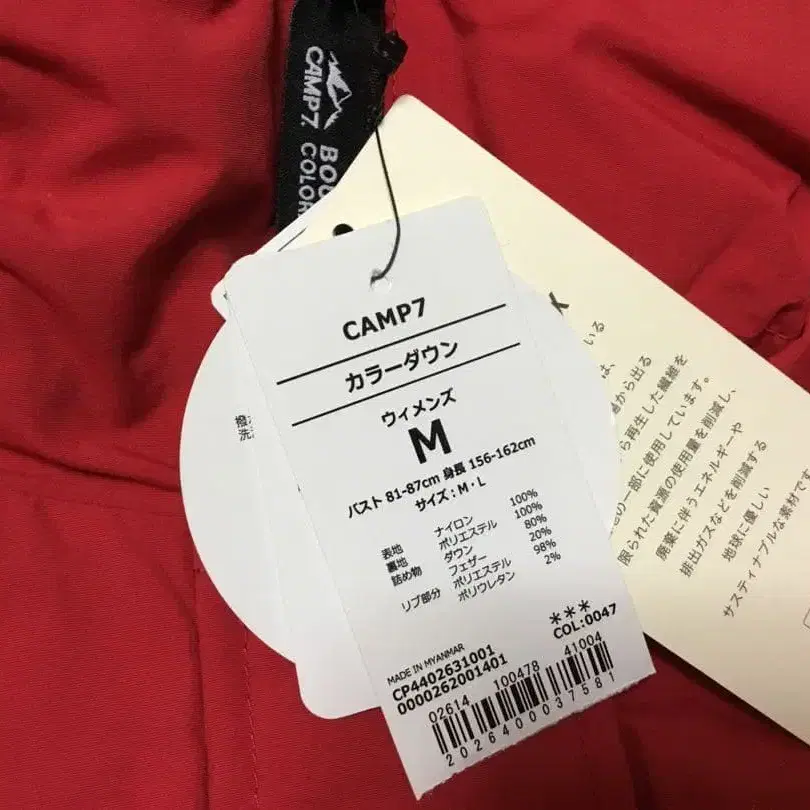 CAMP7.
COLOR
CAMP7
カラーダウン
ウィメンズ
M
バスト 81-87cm 身長 156-162cm
サイズ：M・L
表地 ナイロン 100%
裏地 ポリエステル 100%
詰め物 ダウン 80%
フェザー 20%
リブ部分 ポリエステル 98%
ポリウレタン 2%
＊＊＊
COL:0047
MADE IN MYANMAR
CP4402631001
0000262001401
02614 100478 41004
2026400037581
撥
洗
いる
は、
から出る
再生した繊維を
の一部に使用しています。
限られた資源の使用量を削減し、
廃棄に伴うエネルギーや
排出ガスなどを削減する
地球に優しい
サスティナブルな素材です